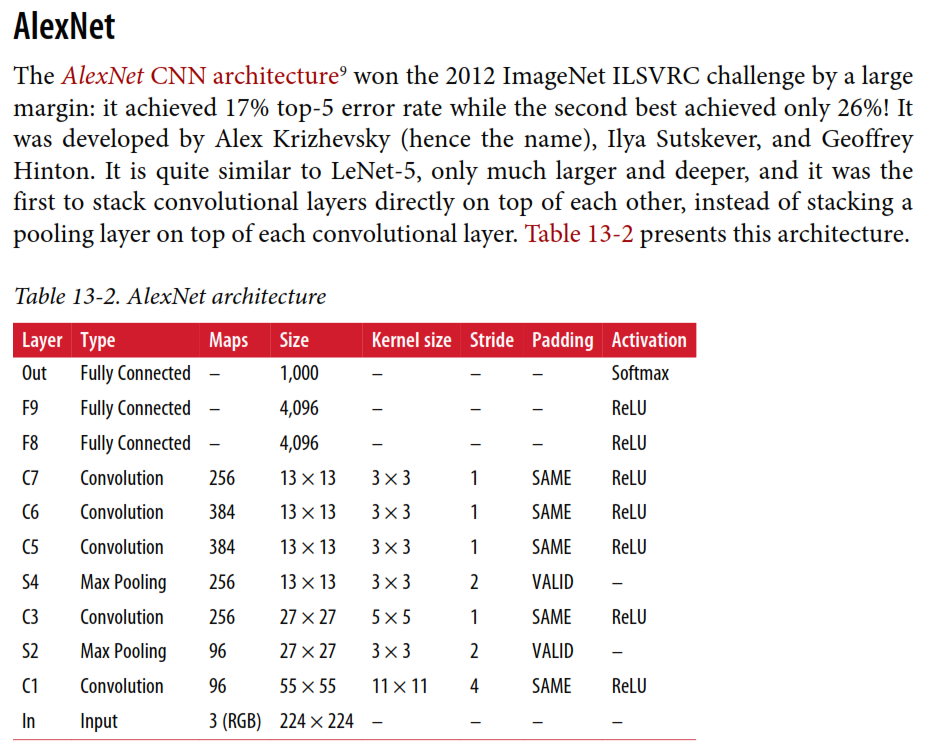 AlexNet
The AlexNet CNN architecture⁹ won the 2012 ImageNet ILSVRC challenge by a large
margin: it achieved 17% top-5 error rate while the second best achieved only 26%! It
was developed by Alex Krizhevsky (hence the name), Ilya Sutskever, and Geoffrey
Hinton. It is quite similar to LeNet-5, only much larger and deeper, and it was the
first to stack convolutional layers directly on top of each other, instead of stacking a
pooling layer on top of each convolutional layer. Table 13-2 presents this architecture.
Table 13-2. AlexNet architecture
Layer Type Maps Size Kernel size Stride Padding Activation
Out Fully Connected – 1,000 – – – Softmax
F9 Fully Connected – 4,096 – – – ReLU
F8 Fully Connected – 4,096 – – – ReLU
C7 Convolution 256 13 × 13 3 × 3 1 SAME ReLU
C6 Convolution 384 13 × 13 3 × 3 1 SAME ReLU
C5 Convolution 384 13 × 13 3 × 3 1 SAME ReLU
S4 Max Pooling 256 13 × 13 3 × 3 2 VALID –
C3 Convolution 256 27 × 27 5 × 5 1 SAME ReLU
S2 Max Pooling 96 27 × 27 3 × 3 2 VALID –
C1 Convolution 96 55 × 55 11 × 11 4 SAME ReLU
In Input 3 (RGB) 224 × 224 – – – –